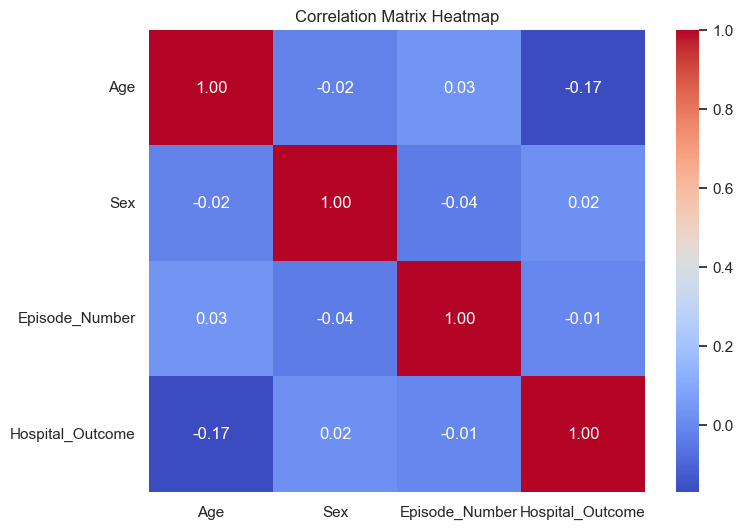 Correlation Matrix Heatmap
Age 1.00 -0.02 0.03 -0.17
Sex -0.02 1.00 -0.04 0.02
Episode_Number 0.03 -0.04 1.00 -0.01
Hospital_Outcome -0.17 0.02 -0.01 1.00
Age Sex Episode_Number Hospital_Outcome
1.0
0.8
0.6
0.4
0.2
0.0